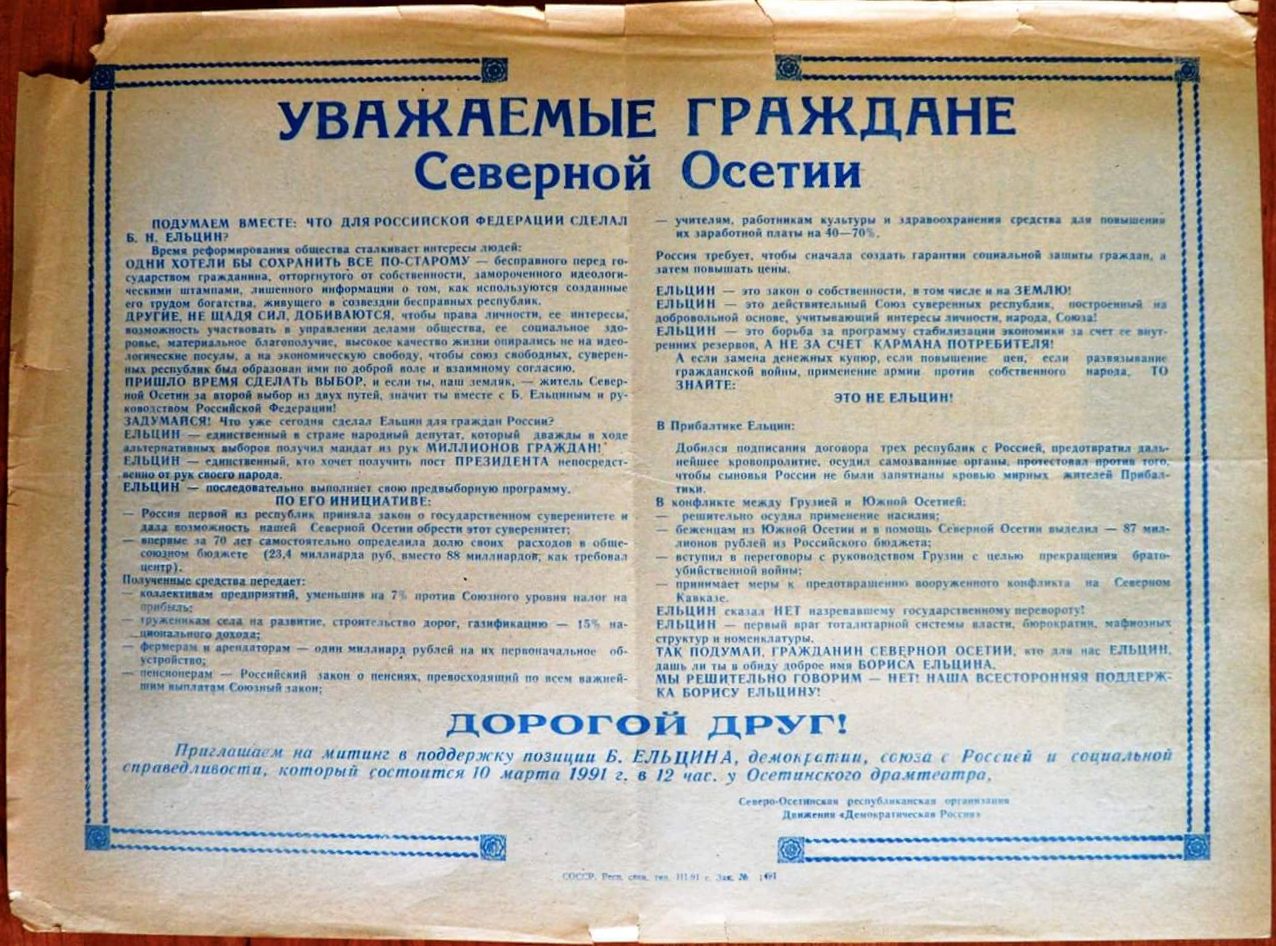 УВАЖАЕМЫЕ ГРАЖДАНЕ
Северной Осетии
ПОДУМАЕМ ВМЕСТЕ: ЧТО ДЛЯ РОССИЙСКОЙ ФЕДЕРАЦИИ СДЕЛАЛ
Б. Н. ЕЛЬЦИН?
Время реформирования общества сталкивает интересы людей:
ОДНИ ХОТЕЛИ БЫ СОХРАНИТЬ ВСЕ ПО-СТАРОМУ — бесправного перед го-
сударством гражданина, отторгнутого от собственности, замороченного идеологи-
ческими штампами, лишенного информации о том, как используются созданные
его трудом богатства, живущего в созвездии бесправных республик.
ДРУГИЕ, НЕ ЩАДЯ СИЛ, ДОБИВАЮТСЯ, чтобы права личности, ее интересы,
возможность участвовать в управлении делами общества, ее социальное здо-
ровье, материальное благополучие, высокое качество жизни опирались не на идео-
логические посулы, а на экономическую свободу, чтобы союз свободных, суверен-
ных республик был образован ими по доброй воле и взаимному согласию.
ПРИШЛО ВРЕМЯ СДЕЛАТЬ ВЫБОР, и если ты, наш земляк, — житель Север-
ной Осетии за второй выбор из двух путей, значит ты вместе с Б. Ельциным и ру-
ководством Российской Федерации!
ЗАДУМАЙСЯ! Что уже сегодня сделал Ельцин для граждан России?
ЕЛЬЦИН — единственный в стране народный депутат, который дважды в ходе
альтернативных выборов получил мандат из рук МИЛЛИОНОВ ГРАЖДАН!
ЕЛЬЦИН — единственный, кто хочет получить пост ПРЕЗИДЕНТА непосредст-
венно от рук своего народа.
ЕЛЬЦИН — последовательно выполняет свою предвыборную программу.
ПО ЕГО ИНИЦИАТИВЕ:
— Россия первой из республик приняла закон о государственном суверенитете и
дала возможность нашей Северной Осетии обрести этот суверенитет;
— впервые за 70 лет самостоятельно определила долю своих расходов в обще-
союзном бюджете (23,4 миллиарда руб. вместо 88 миллиардов, как требовал
центр).
Полученные средства передает:
— коллективам предприятий, уменьшив на 7% против Союзного уровня налог на
прибыль;
— труженикам села на развитие, строительство дорог, газификацию — 15% на-
ционального дохода;
— фермерам и арендаторам — один миллиард рублей на их первоначальное об-
устройство;
— пенсионерам — Российский закон о пенсиях, превосходящий по всем важней-
шим выплатам Союзный закон;
— учителям, работникам культуры и здравоохранения средства для повышения
их заработной платы на 40—70%.
Россия требует, чтобы сначала создать гарантии социальной защиты граждан, а
затем повышать цены.
ЕЛЬЦИН — это закон о собственности, в том числе и на ЗЕМЛЮ!
ЕЛЬЦИН — это действительный Союз суверенных республик, построенный на
добровольной основе, учитывающий интересы личности, народа, Союза!
ЕЛЬЦИН — это борьба за программу стабилизации экономики за счет ее внут-
ренних резервов, А НЕ ЗА СЧЕТ КАРМАНА ПОТРЕБИТЕЛЯ!
А если замена денежных купюр, если повышение цен, если развязывание
гражданской войны, применение армии против собственного народа, ТО
ЗНАЙТЕ:
ЭТО НЕ ЕЛЬЦИН!
В Прибалтике Ельцин:
Добился подписания договора трех республик с Россией, предотвратил даль-
нейшее кровопролитие, осудил самозванные органы, протестовал против того,
чтобы сыновья России не были запятнаны кровью мирных жителей Прибал-
тики.
В конфликте между Грузией и Южной Осетией:
— решительно осудил применение насилия;
— беженцам из Южной Осетии и в помощь Северной Осетии выделил — 87 мил-
лионов рублей из Российского бюджета;
— вступил в переговоры с руководством Грузии с целью прекращения брато-
убийственной войны;
— принимает меры к предотвращению вооруженного конфликта на Северном
Кавказе.
ЕЛЬЦИН сказал НЕТ назревавшему государственному перевороту!
ЕЛЬЦИН — первый враг тоталитарной системы власти, бюрократии, мафиозных
структур и номенклатуры.
ТАК ПОДУМАЙ, ГРАЖДАНИН СЕВЕРНОЙ ОСЕТИИ, кто для нас ЕЛЬЦИН,
дашь ли ты в обиду доброе имя БОРИСА ЕЛЬЦИНА.
МЫ РЕШИТЕЛЬНО ГОВОРИМ — НЕТ! НАША ВСЕСТОРОННЯЯ ПОДДЕРЖ-
КА БОРИСУ ЕЛЬЦИНУ!
ДОРОГОЙ ДРУГ!
Приглашаем на митинг в поддержку позиции Б. ЕЛЬЦИНА, демократии, союза с Россией и социальной
справедливости, который состоится 10 марта 1991 г. в 12 час. у Осетинского драмтеатра.
Северо-Осетинская республиканская организация
Движения «Демократическая Россия»
СОССР. Респ. спец. тип. III-91 г. Зак. №